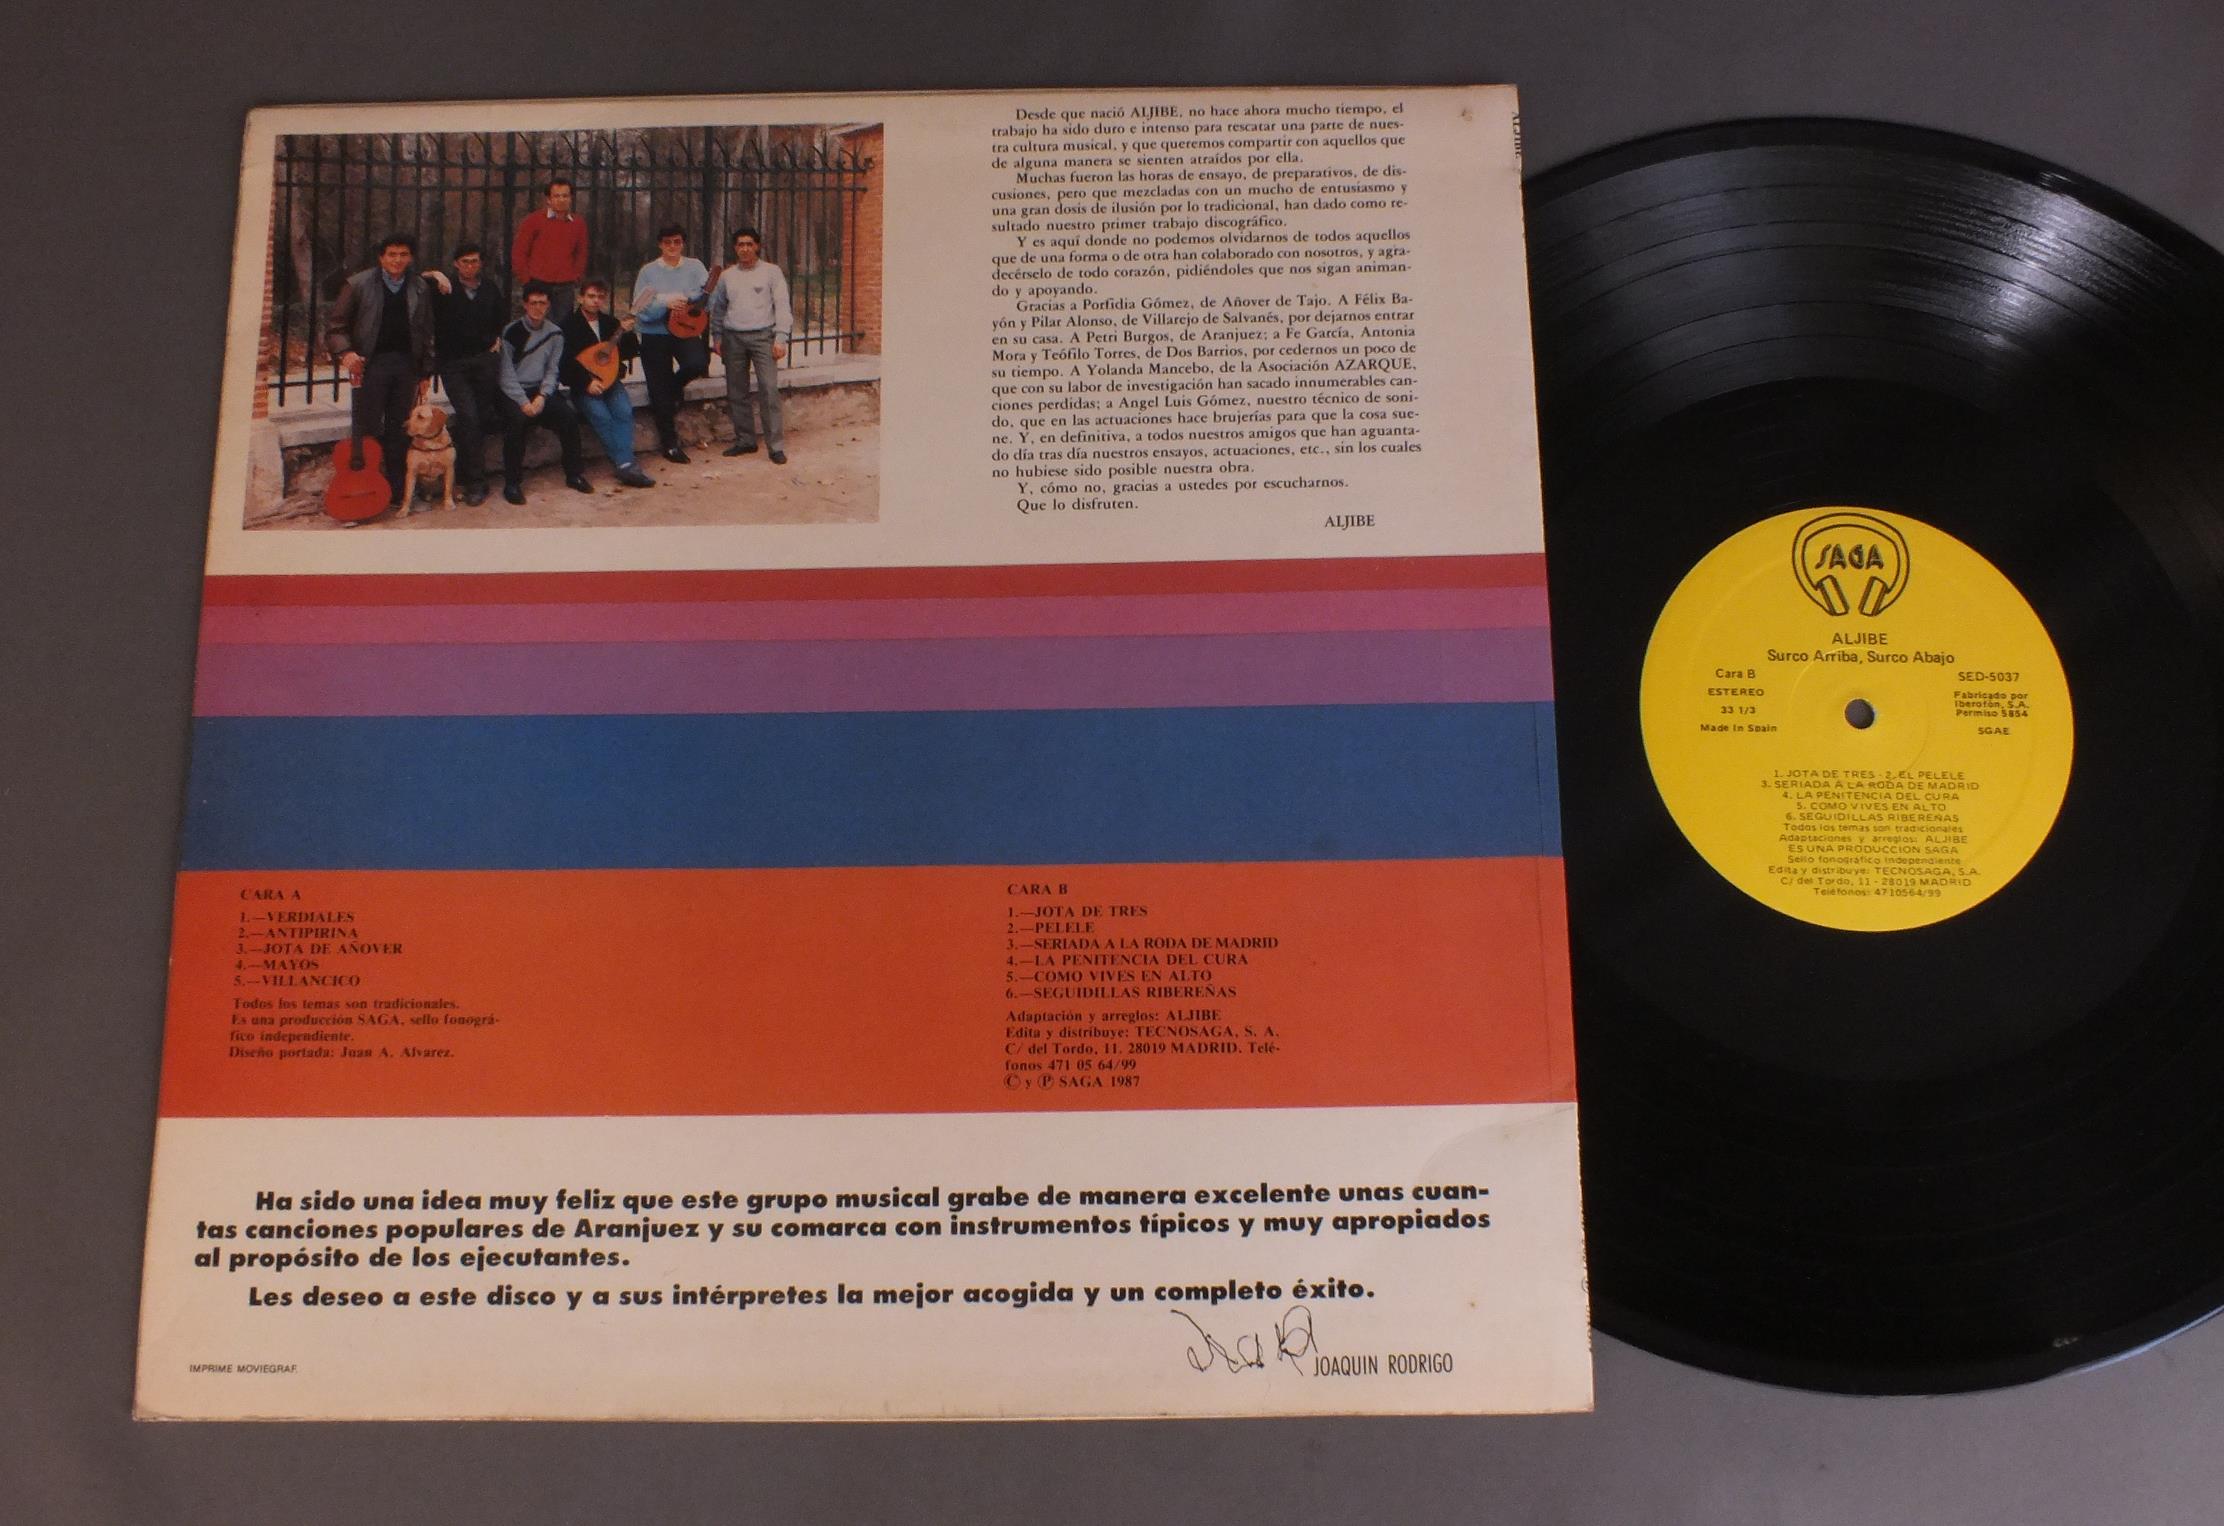 Desde que nació ALJIBE, no hace ahora mucho tiempo, el
trabajo ha sido duro e intenso para rescatar una parte de nues-
tra cultura musical, y que queremos compartir con aquellos que
de alguna manera se sienten atraídos por ella.
Muchas fueron las horas de ensayo, de preparativos, de dis-
cusiones, pero que mezcladas con un mucho de entusiasmo y
una gran dosis de ilusión por lo tradicional, han dado como re-
sultado nuestro primer trabajo discográfico.
Y es aquí donde no podemos olvidarnos de todos aquellos
que de una forma o de otra han colaborado con nosotros, y agra-
decérselo de todo corazón, pidiéndoles que nos sigan animan-
do y apoyando.
Gracias a Porfidia Gómez, de Añover de Tajo. A Félix Ba-
yón y Pilar Alonso, de Villarejo de Salvanés, por dejarnos entrar
en su casa. A Petri Burgos, de Aranjuez; a Fe García, Antonia
Mora y Teófilo Torres, de Dos Barrios, por cedernos un poco de
su tiempo. A Yolanda Mancebo, de la Asociación AZARQUE,
que con su labor de investigación han sacado innumerables can-
ciones perdidas; a Angel Luis Gómez, nuestro técnico de soni-
do, que en las actuaciones hace brujerías para que la cosa sue-
ne. Y, en definitiva, a todos nuestros amigos que han aguanta-
do día tras día nuestros ensayos, actuaciones, etc., sin los cuales
no hubiese sido posible nuestra obra.
Y, cómo no, gracias a ustedes por escucharnos.
Que lo disfruten.
ALJIBE
CARA A
1.—VERDIALES
2.—ANTIPIRINA
3.—JOTA DE AÑOVER
4.—MAYOS
5.—VILLANCICO
Todos los temas son tradicionales.
Es una producción SAGA, sello fonográ-
fico independiente.
Diseño portada: Juan A. Alvarez.
CARA B
1.—JOTA DE TRES
2.—PELELE
3.—SERIADA A LA RODA DE MADRID
4.—LA PENITENCIA DEL CURA
5.—COMO VIVES EN ALTO
6.—SEGUIDILLAS RIBEREÑAS
Adaptación y arreglos: ALJIBE
Edita y distribuye: TECNOSAGA, S. A.
C/ del Tordo, 11. 28019 MADRID. Telé-
fonos 471 05 64/99
© y Ⓟ SAGA 1987
Ha sido una idea muy feliz que este grupo musical grabe de manera excelente unas cuan-
tas canciones populares de Aranjuez y su comarca con instrumentos típicos y muy apropiados
al propósito de los ejecutantes.
Les deseo a este disco y a sus intérpretes la mejor acogida y un completo éxito.
JOAQUIN RODRIGO
IMPRIME MOVIEGRAF.
SAGA
ALJIBE
Surco Arriba, Surco Abajo
Cara B
ESTEREO
33 1/3
Made In Spain
SED-5037
Fabricado por
Iberofón, S.A.
Permiso 5854
SGAE
1. JOTA DE TRES - 2. EL PELELE
3. SERIADA A LA RODA DE MADRID
4. LA PENITENCIA DEL CURA
5. COMO VIVES EN ALTO
6. SEGUIDILLAS RIBEREÑAS
Todos los temas son tradicionales
Adaptaciones y arreglos: ALJIBE
ES UNA PRODUCCION SAGA
Sello fonográfico independiente
Edita y distribuye: TECNOSAGA, S.A.
C/ del Tordo, 11 - 28019 MADRID
Teléfonos: 4710564/99